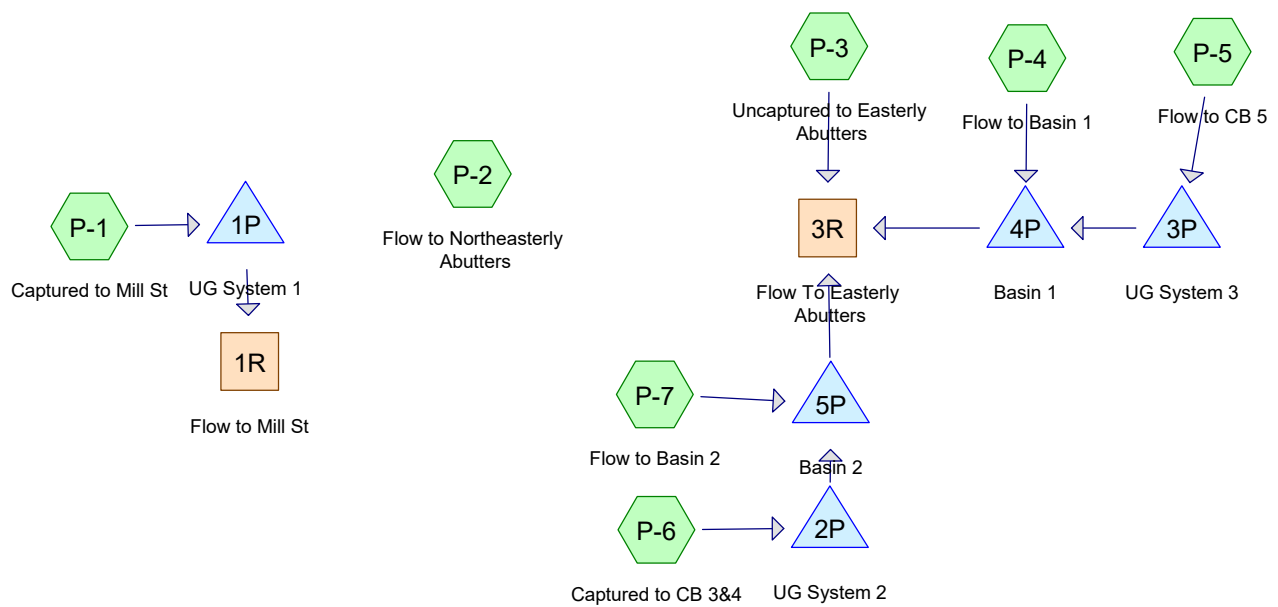 P-3
P-4
P-5
Uncaptured to Easterly
Abutters
Flow to Basin 1
Flow to CB 5
P-2
P-1
1P
3R
4P
3P
Flow to Northeasterly
Abutters
Captured to Mill St
UG System 1
Flow To Easterly
Abutters
Basin 1
UG System 3
1R
Flow to Mill St
P-7
5P
Flow to Basin 2
Basin 2
P-6
2P
Captured to CB 3&4
UG System 2